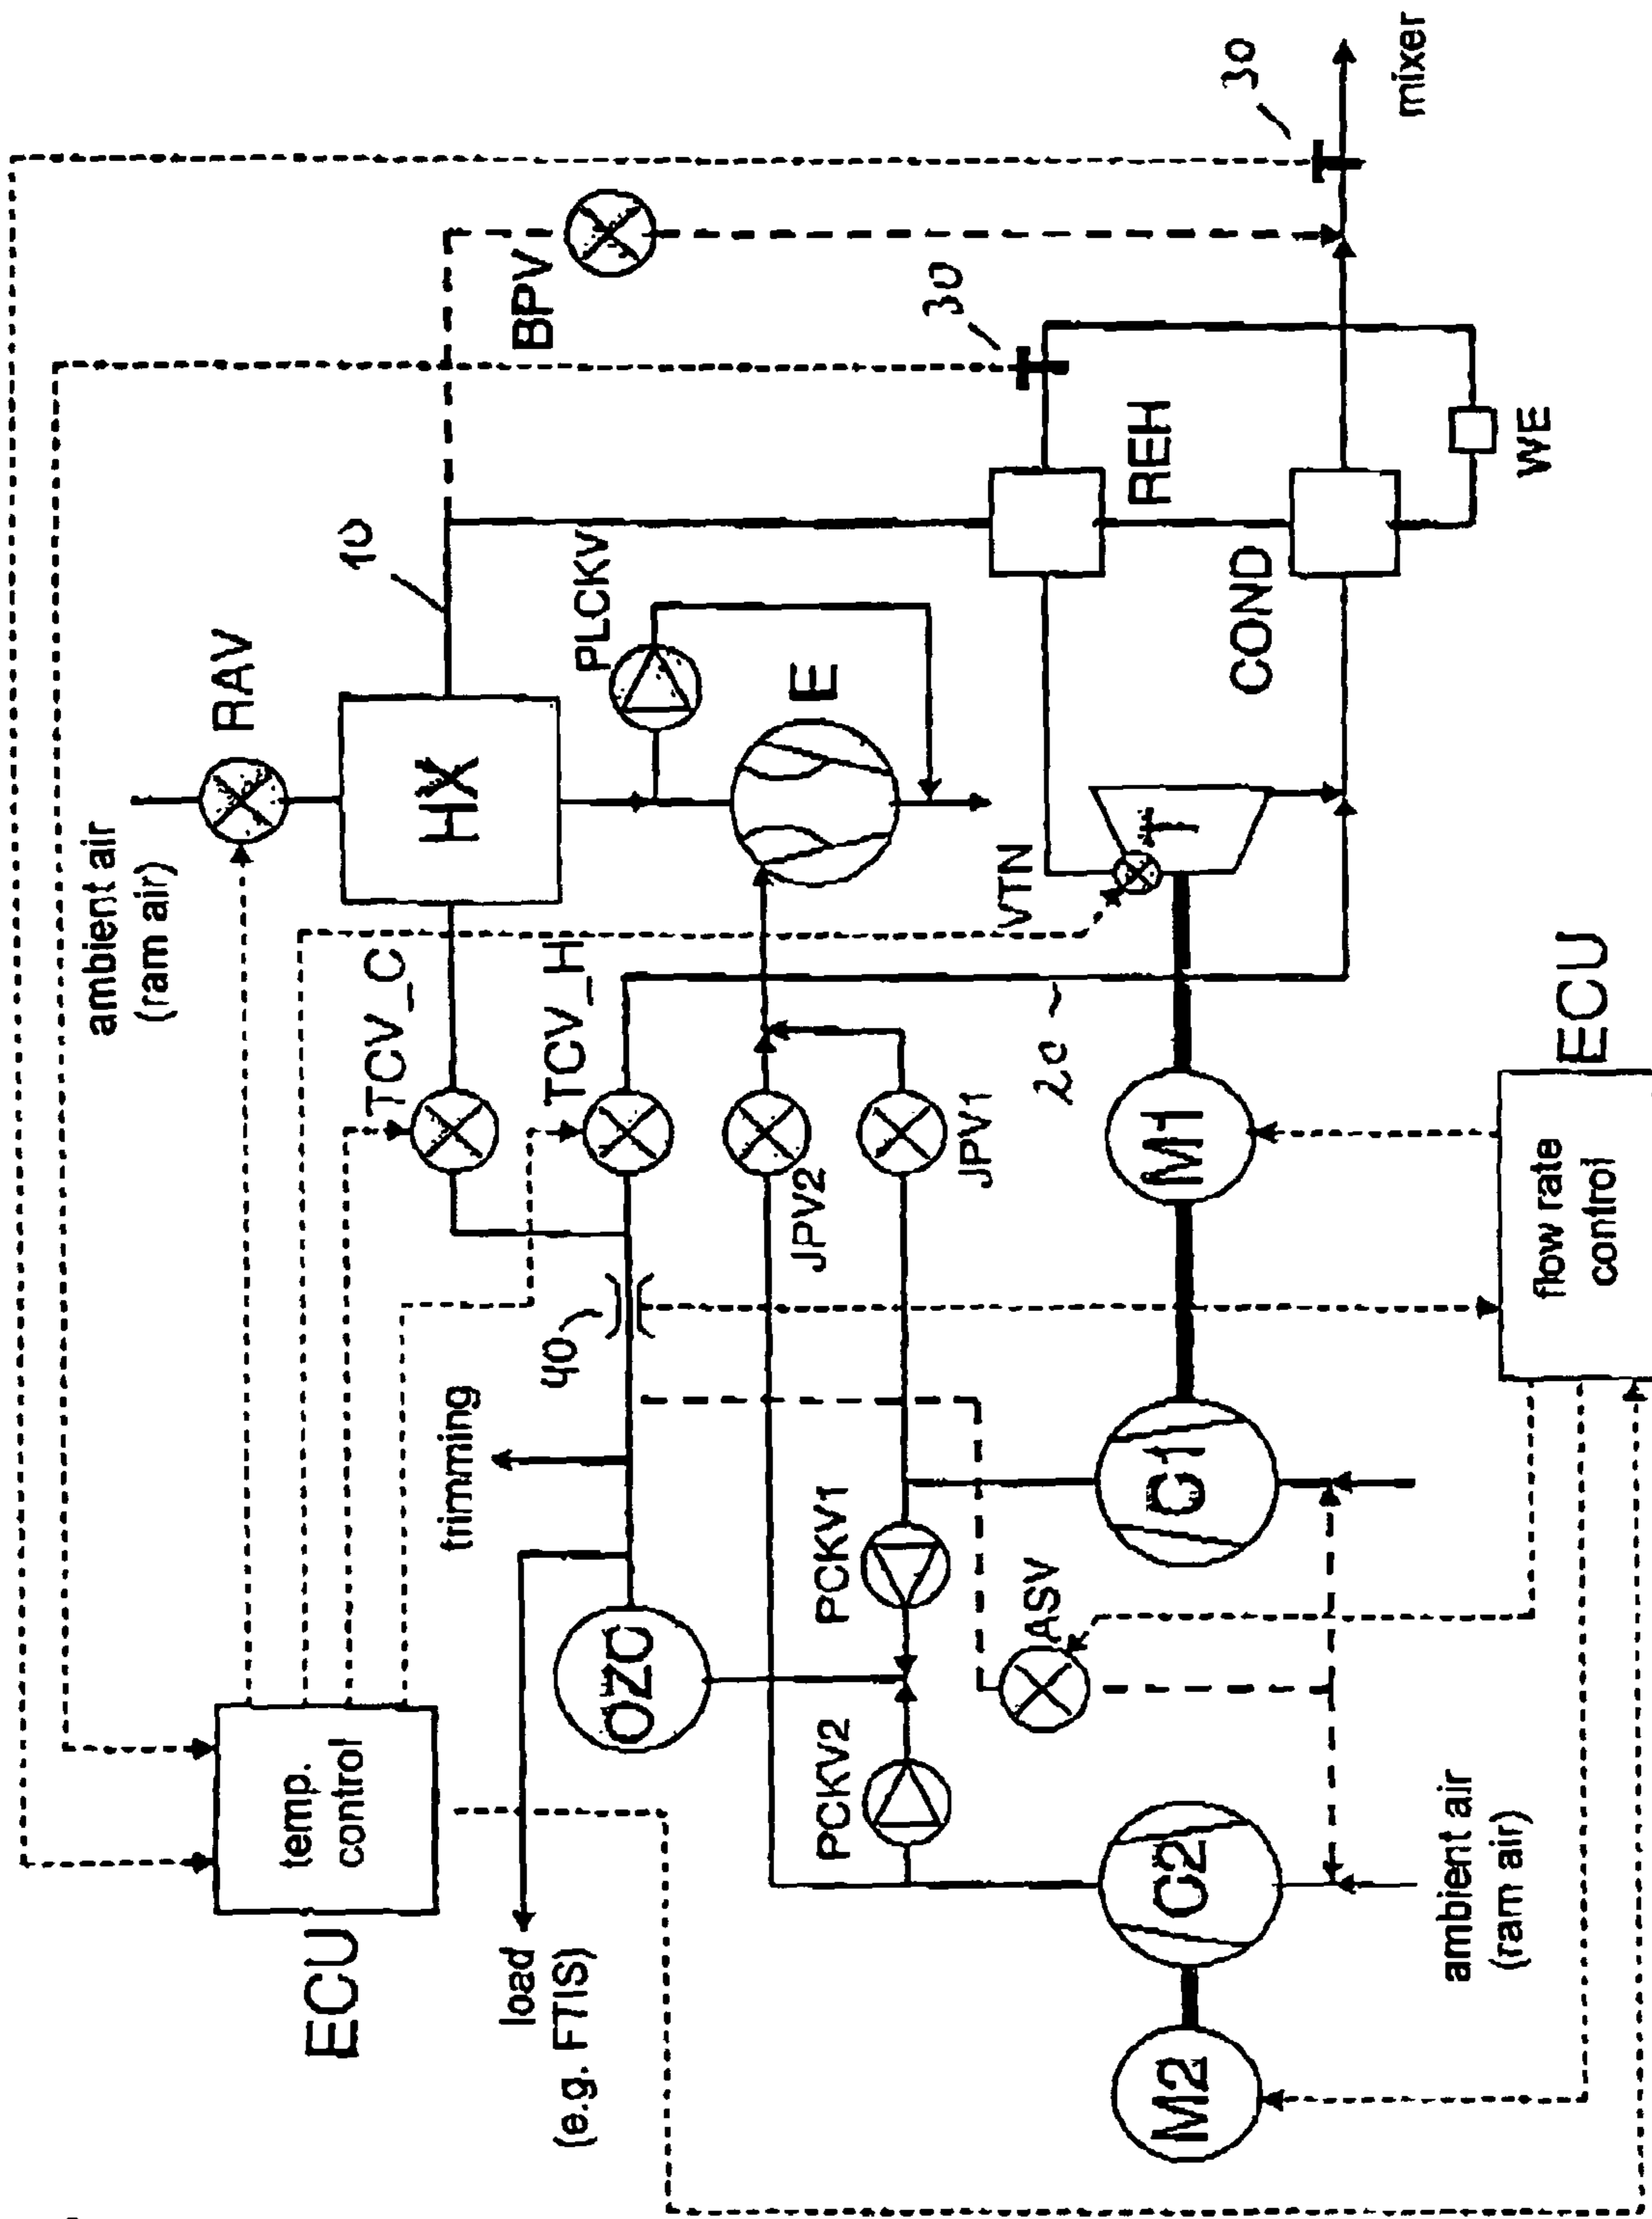 ECU
temp.
control
load
(e.g. FTIS)
trimming
ambient air
(ram air)
RAV
TCV_C
TCV_H
HX
10
BPV
30
30
mixer
PLCKV
E
40
OZC
JPV2
JPV1
PCKV1
PCKV2
VTN
T
REH
COND
WE
20
ASV
M2
C2
C1
M1
ambient air
(ram air)
flow rate
control
ECU